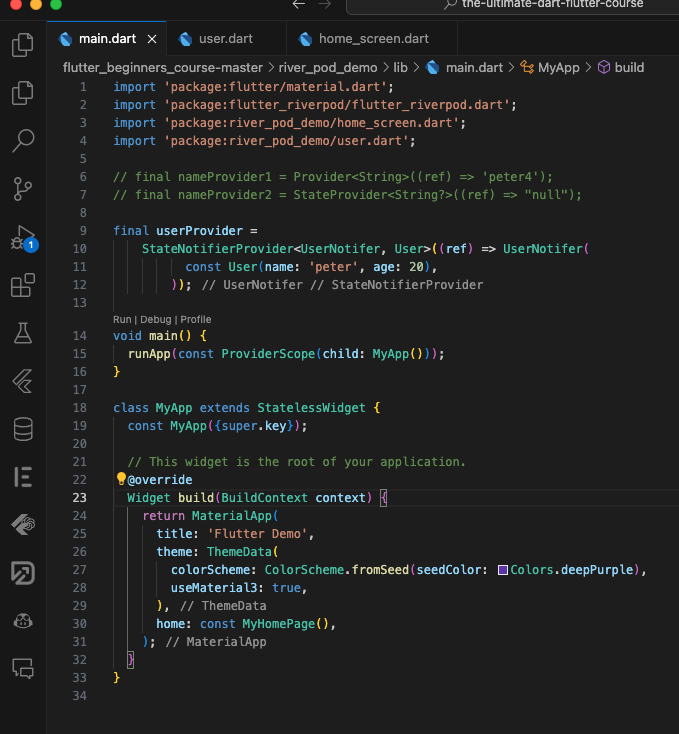 the-ultimate-dart-flutter-course
main.dart
user.dart
home_screen.dart
flutter_beginners_course-master > river_pod_demo > lib > main.dart > MyApp > build
1 import 'package:flutter/material.dart';
2 import 'package:flutter_riverpod/flutter_riverpod.dart';
3 import 'package:river_pod_demo/home_screen.dart';
4 import 'package:river_pod_demo/user.dart';
5
6 // final nameProvider1 = Provider<String>((ref) => 'peter4');
7 // final nameProvider2 = StateProvider<String?>((ref) => "null");
8
9 final userProvider =
10     StateNotifierProvider<UserNotifer, User>((ref) => UserNotifer(
11           const User(name: 'peter', age: 20),
12         )); // UserNotifer // StateNotifierProvider
13
Run | Debug | Profile
14 void main() {
15   runApp(const ProviderScope(child: MyApp()));
16 }
17
18 class MyApp extends StatelessWidget {
19   const MyApp({super.key});
20
21   // This widget is the root of your application.
22   @override
23   Widget build(BuildContext context) {
24     return MaterialApp(
25       title: 'Flutter Demo',
26       theme: ThemeData(
27         colorScheme: ColorScheme.fromSeed(seedColor: Colors.deepPurple),
28         useMaterial3: true,
29       ), // ThemeData
30       home: const MyHomePage(),
31     ); // MaterialApp
32   }
33 }
34
1